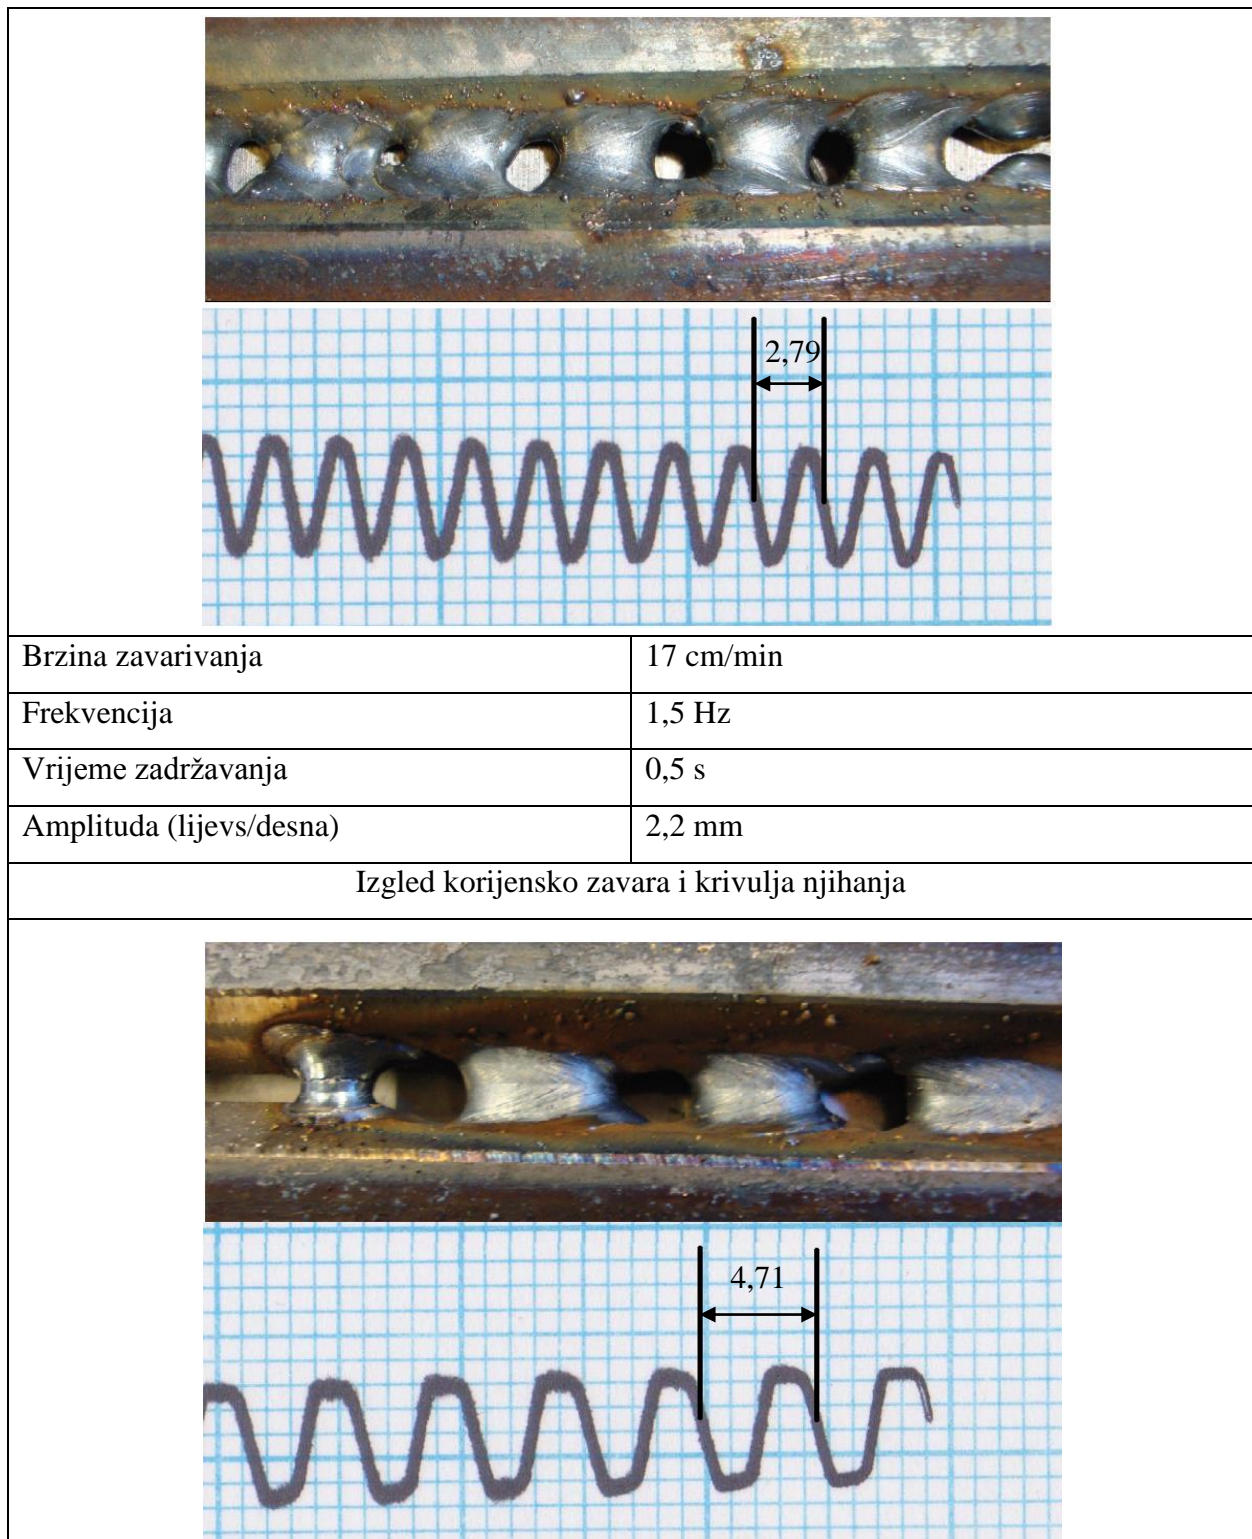 2,79
Brzina zavarivanja 17 cm/min
Frekvencija 1,5 Hz
Vrijeme zadržavanja 0,5 s
Amplituda (lijevs/desna) 2,2 mm
Izgled korijensko zavara i krivulja njihanja
4,71